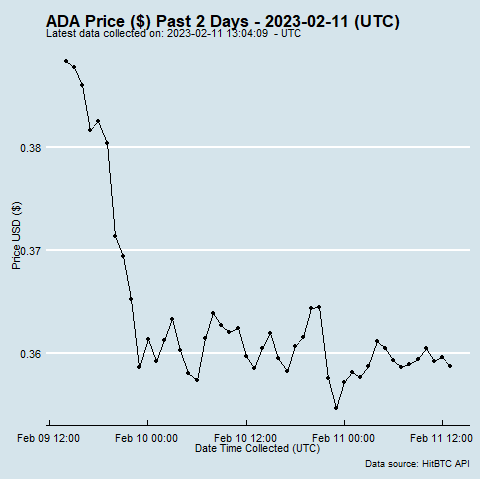 ADA Price ($) Past 2 Days - 2023-02-11 (UTC)
Latest data collected on: 2023-02-11 13:04:09  - UTC
Price USD ($)
0.38
0.37
0.36
Feb 09 12:00
Feb 10 00:00
Feb 10 12:00
Feb 11 00:00
Feb 11 12:00
Date Time Collected (UTC)
Data source: HitBTC API